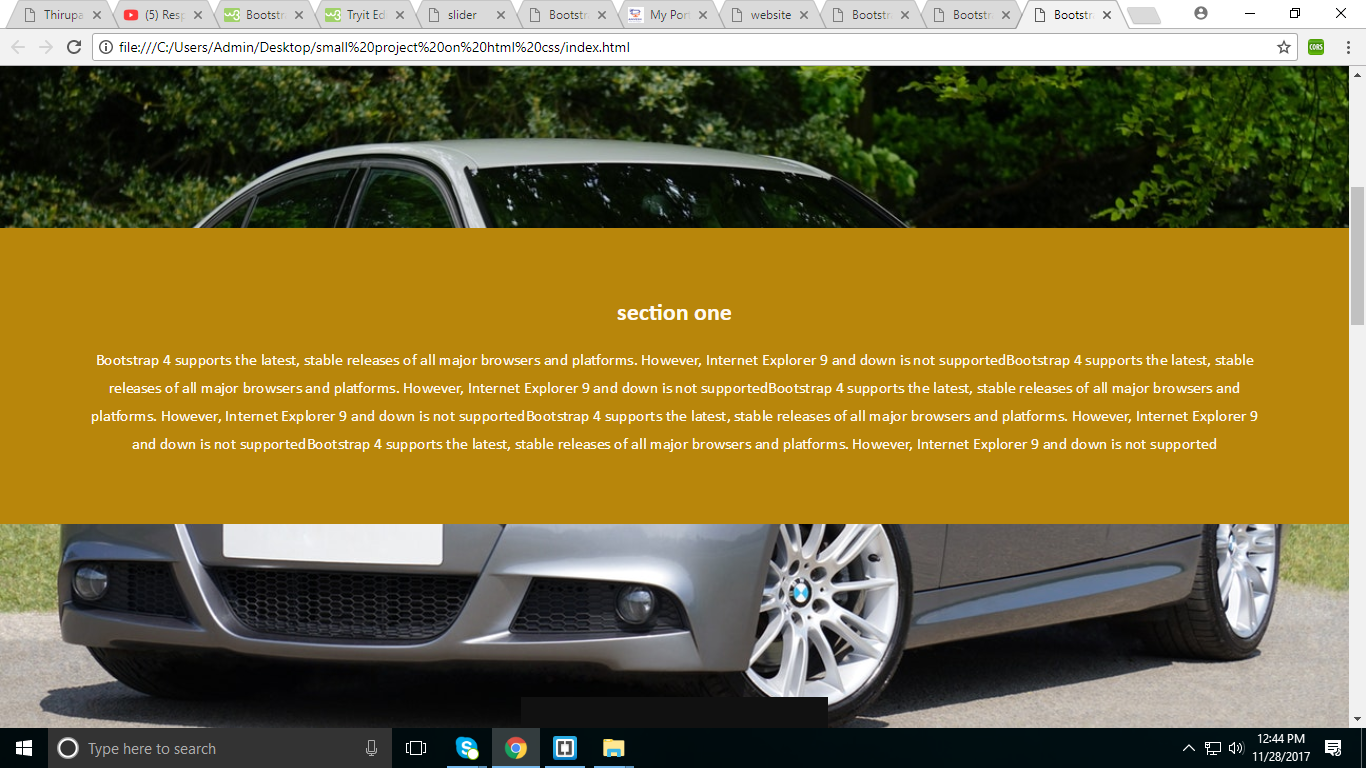 Thirupa
(5) Resp
Bootstr
Tryit Ed
slider
Bootstr
My Port
website
Bootstr
Bootstr
Bootstr
file:///C:/Users/Admin/Desktop/small%20project%20on%20html%20css/index.html
CORS
section one
Bootstrap 4 supports the latest, stable releases of all major browsers and platforms. However, Internet Explorer 9 and down is not supportedBootstrap 4 supports the latest, stable
releases of all major browsers and platforms. However, Internet Explorer 9 and down is not supportedBootstrap 4 supports the latest, stable releases of all major browsers and
platforms. However, Internet Explorer 9 and down is not supportedBootstrap 4 supports the latest, stable releases of all major browsers and platforms. However, Internet Explorer 9
and down is not supportedBootstrap 4 supports the latest, stable releases of all major browsers and platforms. However, Internet Explorer 9 and down is not supported
Type here to search
12:44 PM
11/28/2017